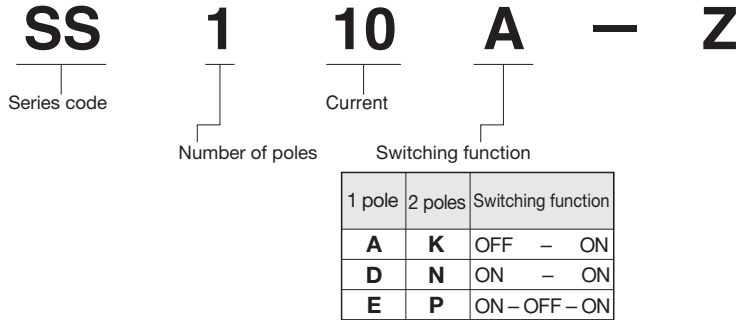 SS 1 10 A – Z
Series code Current
Number of poles Switching function
1 pole 2 poles Switching function
A K OFF – ON
D N ON – ON
E P ON – OFF – ON